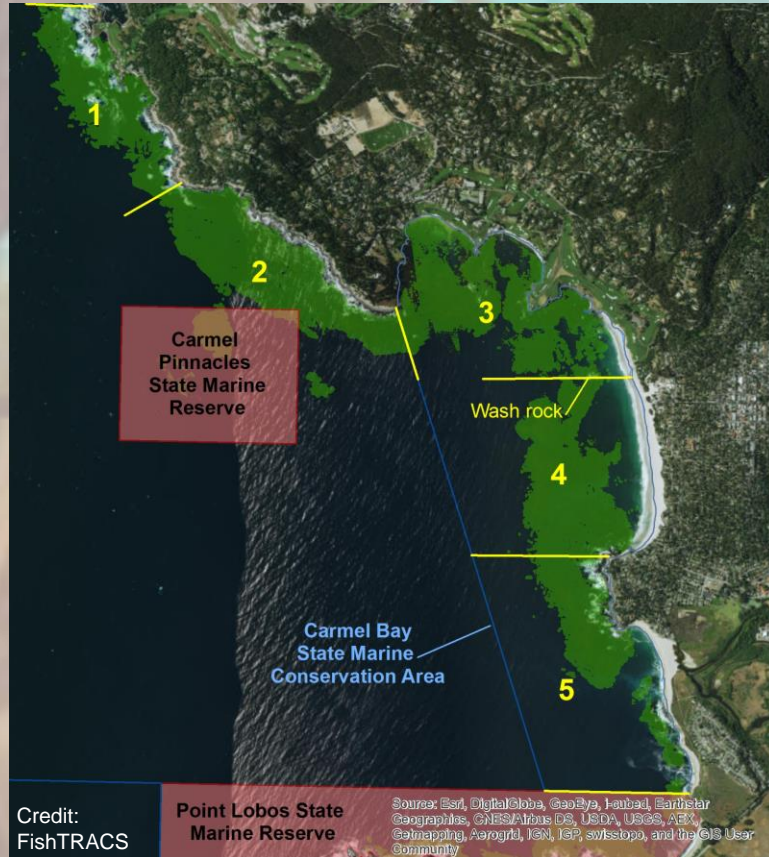 1
2
Carmel
Pinnacles
State Marine
Reserve
3
Wash rock
4
Carmel Bay
State Marine
Conservation Area
5
Credit:
FishTRACS
Point Lobos State
Marine Reserve
Source: Esri, DigitalGlobe, GeoEye, i-cubed, Earthstar
Geographics, CNES/Airbus DS, USDA, USGS, AEX,
Getmapping, Aerogrid, IGN, IGP, swisstopo, and the GIS User
Community